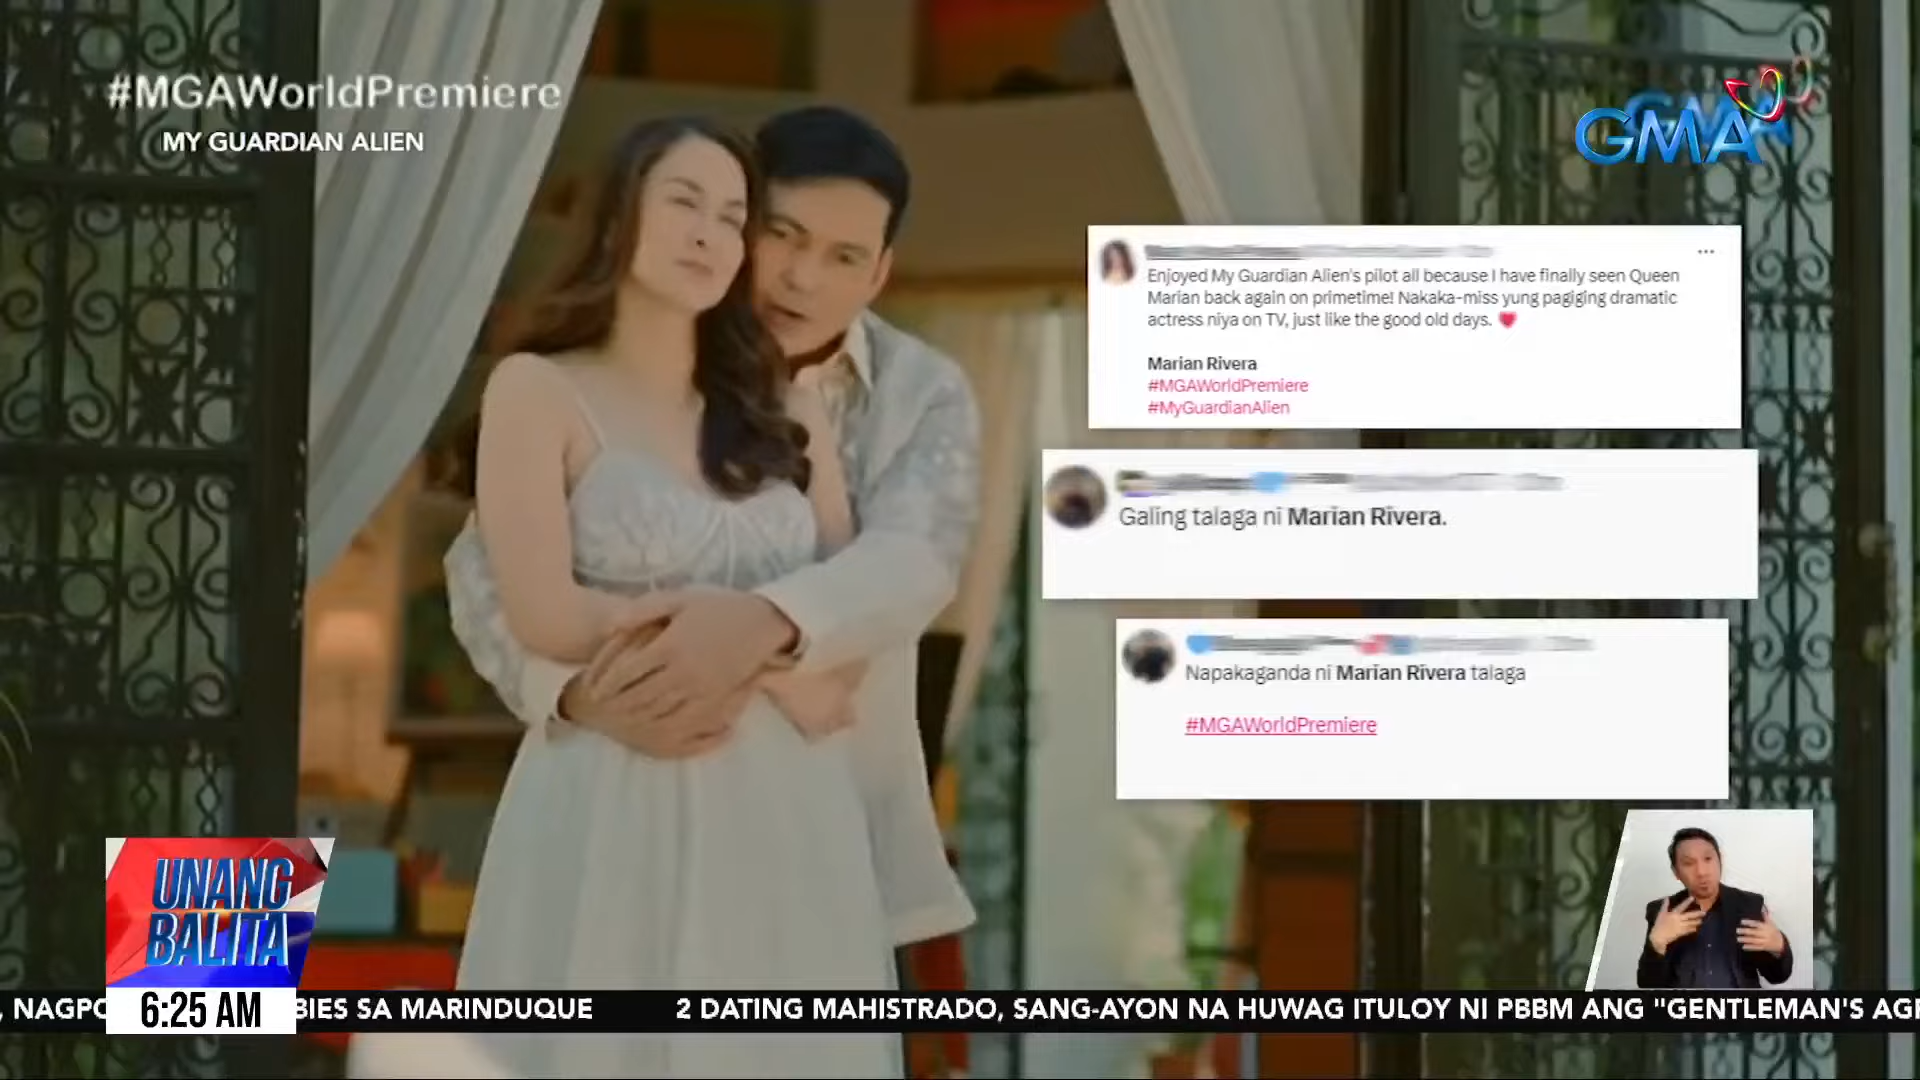 #MGAWorldPremiere
MY GUARDIAN ALIEN
GMA
Enjoyed My Guardian Alien's pilot all because I have finally seen Queen
Marian back again on primetime! Nakaka-miss yung pagiging dramatic
actress niya on TV, just like the good old days. ❤️
Marian Rivera
#MGAWorldPremiere
#MyGuardianAlien
Galing talaga ni Marian Rivera.
Napakaganda ni Marian Rivera talaga
#MGAWorldPremiere
UNANG
BALITA
6:25 AM
, NAGPO
BIES SA MARINDUQUE 2 DATING MAHISTRADO, SANG-AYON NA HUWAG ITULOY NI PBBM ANG "GENTLEMAN'S AG